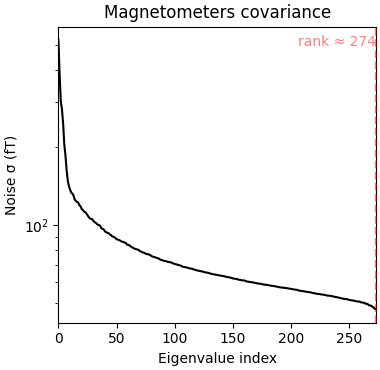 Magnetometers covariance
rank ≈ 274
Noise σ (fT)
10²
0 50 100 150 200 250
Eigenvalue index